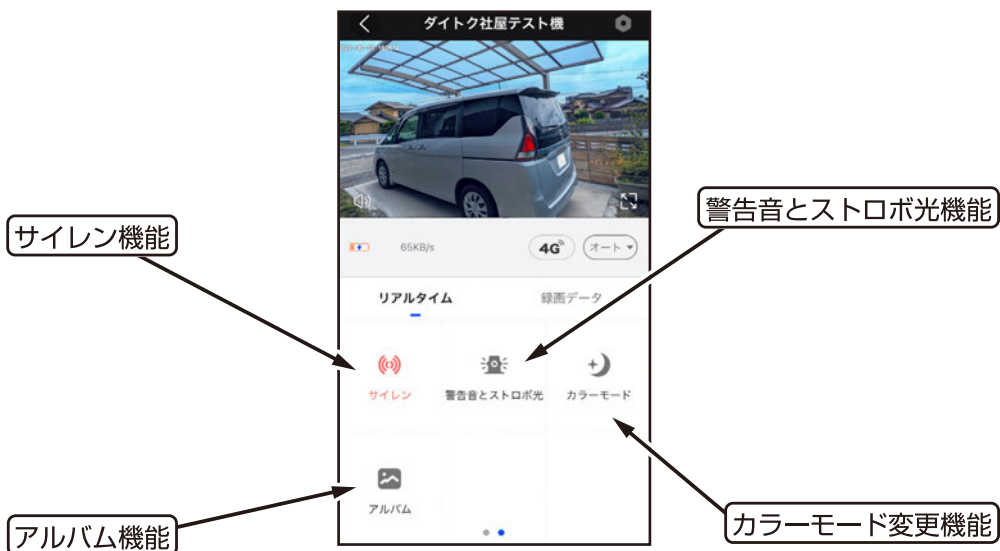 ダイトク社屋テスト機
警告音とストロボ光機能
サイレン機能
65KB/s
4G
オート
リアルタイム
録画データ
サイレン
警告音とストロボ光
カラーモード
アルバム
アルバム機能
カラーモード変更機能